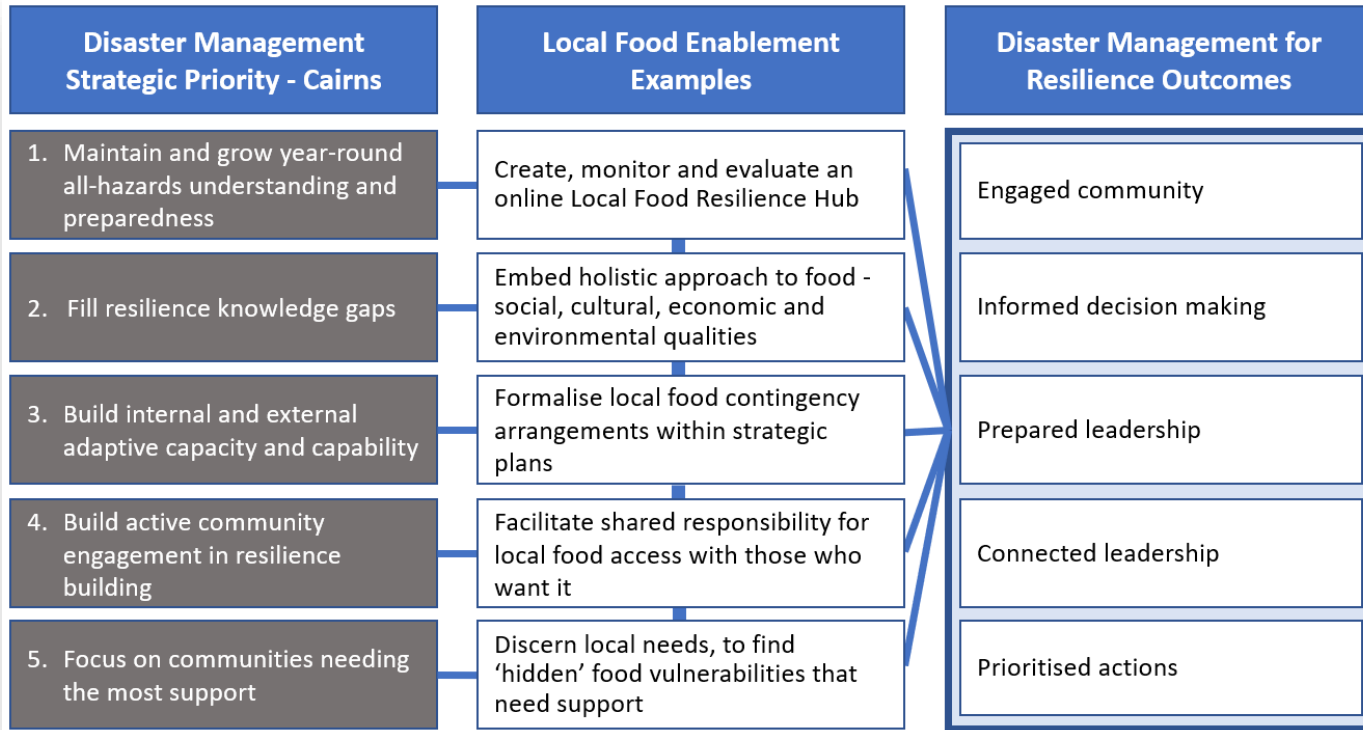 Disaster Management
Strategic Priority - Cairns
Local Food Enablement
Examples
Disaster Management for
Resilience Outcomes
1. Maintain and grow year-round
all-hazards understanding and
preparedness
Create, monitor and evaluate an
online Local Food Resilience Hub
Engaged community
2. Fill resilience knowledge gaps
Embed holistic approach to food -
social, cultural, economic and
environmental qualities
Informed decision making
3. Build internal and external
adaptive capacity and capability
Formalise local food contingency
arrangements within strategic
plans
Prepared leadership
4. Build active community
engagement in resilience
building
Facilitate shared responsibility for
local food access with those who
want it
Connected leadership
5. Focus on communities needing
the most support
Discern local needs, to find
‘hidden’ food vulnerabilities that
need support
Prioritised actions